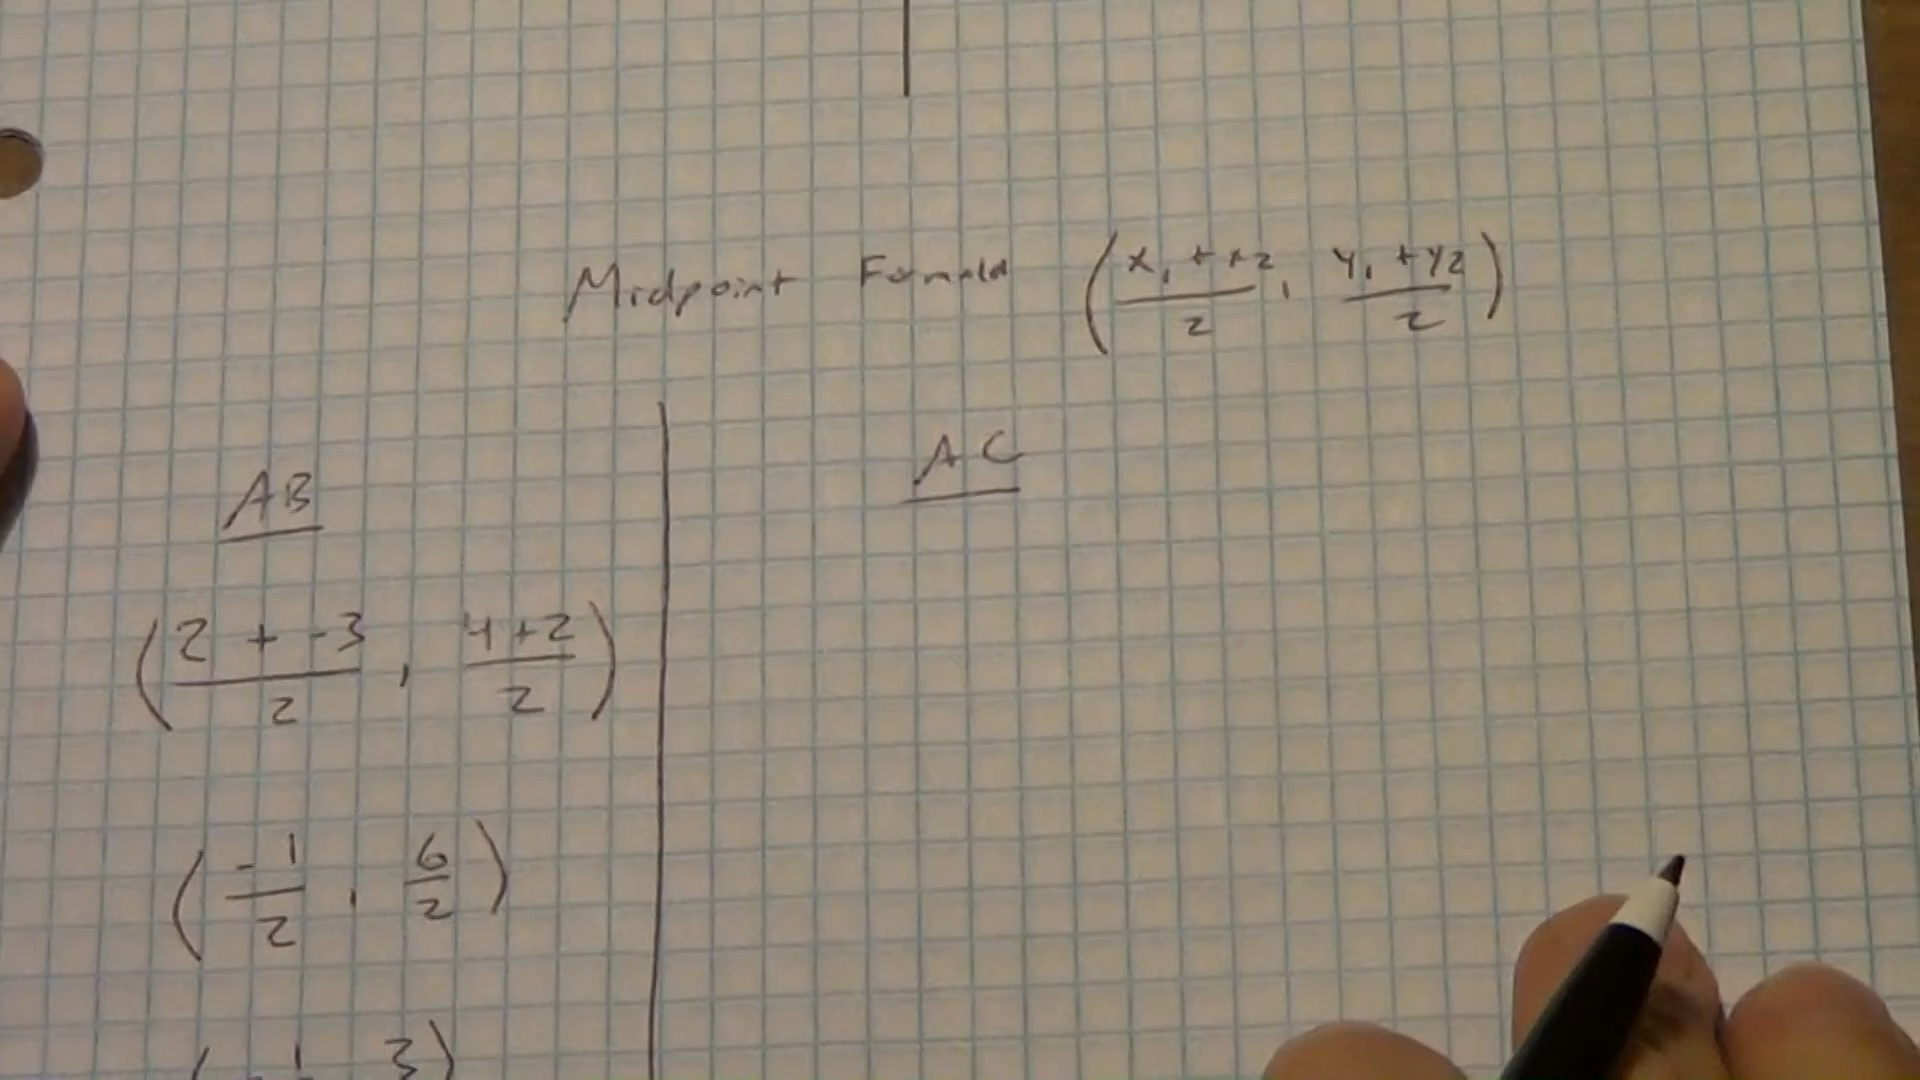 Midpoint Formula (x₁ + x₂ / 2, y₁ + y₂ / 2)
AB
(2 + -3 / 2, 4 + 2 / 2)
(-1 / 2, 6 / 2)
AC